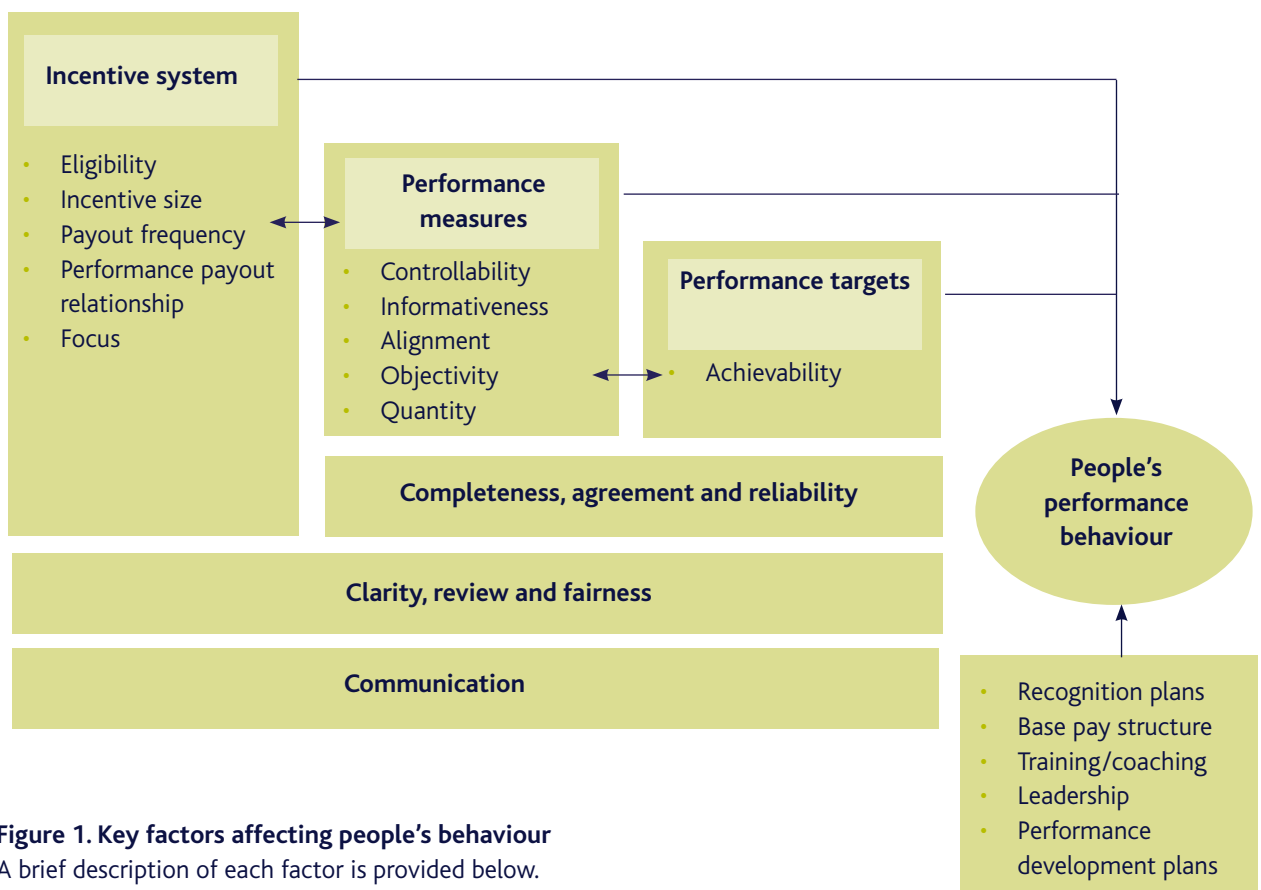 Incentive system
• Eligibility
• Incentive size
• Payout frequency
• Performance payout
relationship
• Focus
Performance
measures
• Controllability
• Informativeness
• Alignment
• Objectivity
• Quantity
Performance targets
• Achievability
Completeness, agreement and reliability
Clarity, review and fairness
Communication
People’s
performance
behaviour
• Recognition plans
• Base pay structure
• Training/coaching
• Leadership
• Performance
development plans
Figure 1. Key factors affecting people’s behaviour
A brief description of each factor is provided below.